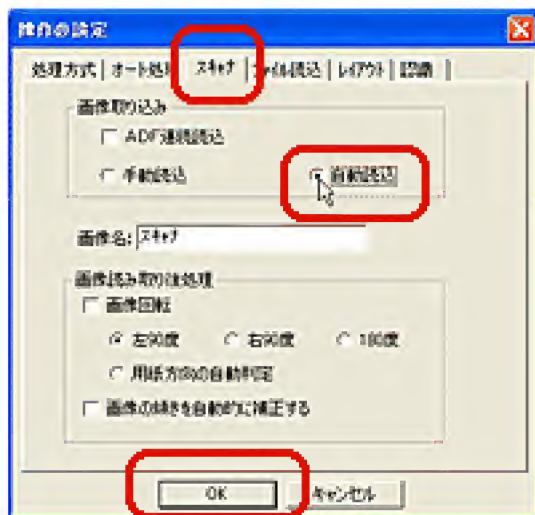 操作の設定
処理方式 オート処理 スキャナ ファイル読込 レイアウト 認識
画像取り込み
ADF連続読込
手動読込 自動読込
画像名: スキャナ
画像読み取り後処理
画像回転
左90度 右90度 180度
用紙方向の自動判定
画像の傾きを自動的に補正する
OK キャンセル